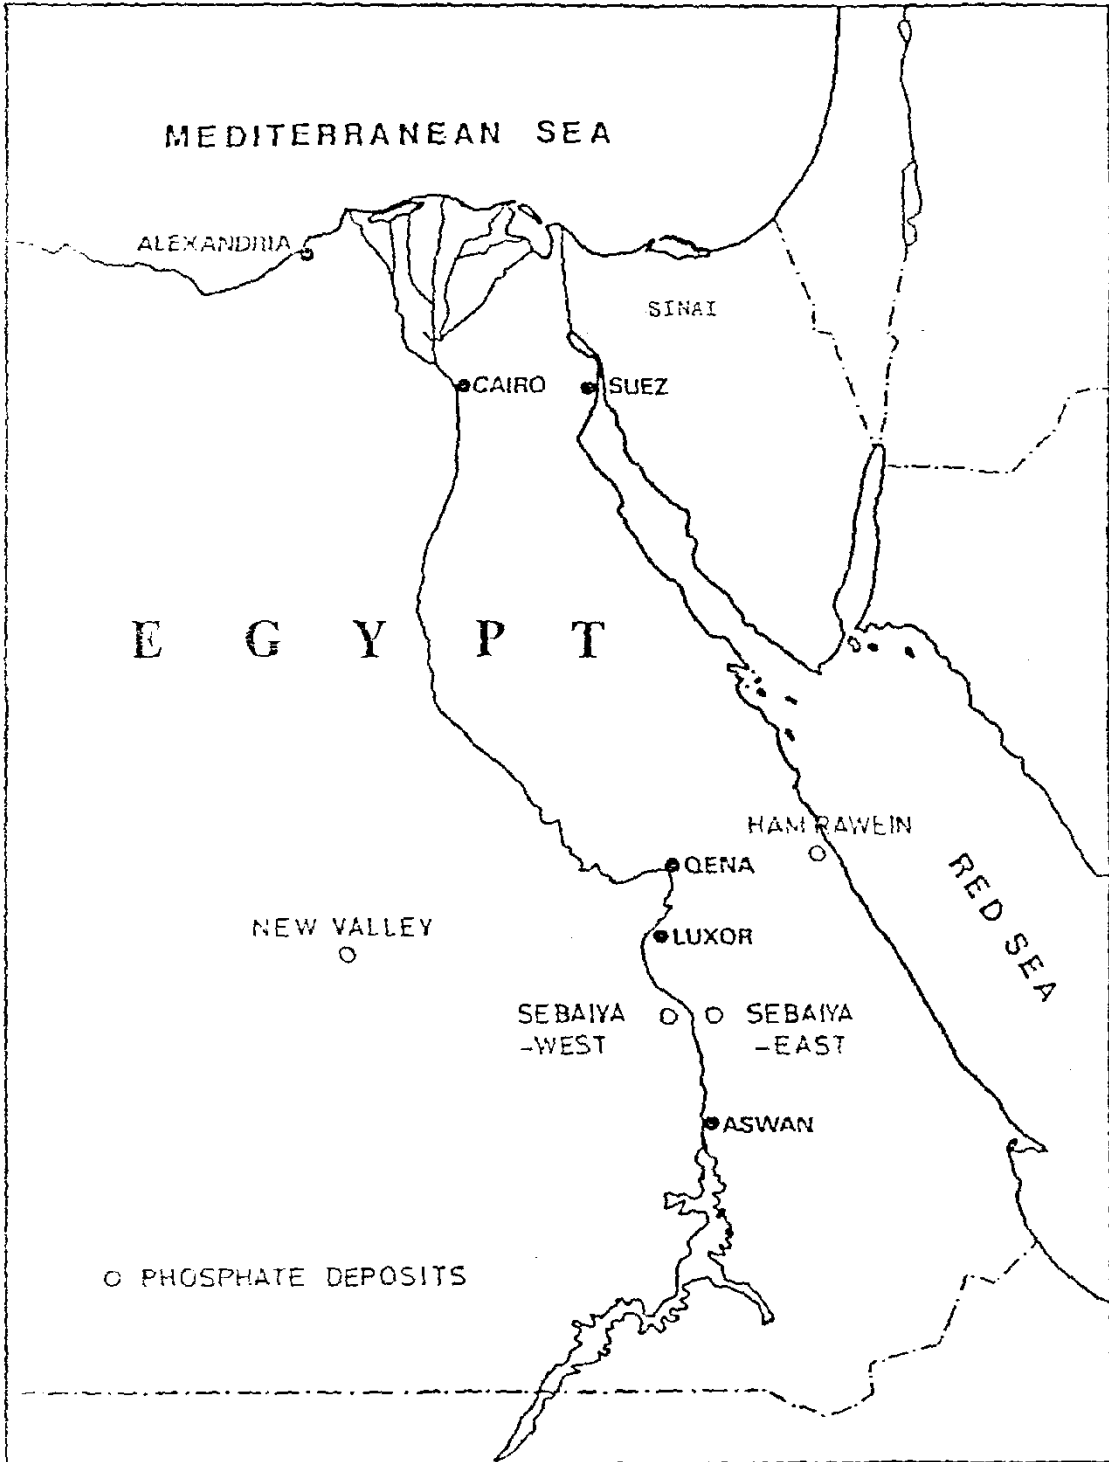 MEDITERRANEAN SEA
ALEXANDRIA
SINAI
CAIRO
SUEZ
E G Y P T
HAMRAWEIN
QENA
RED SEA
NEW VALLEY
LUXOR
SEBAIYA
-WEST
SEBAIYA
-EAST
ASWAN
PHOSPHATE DEPOSITS